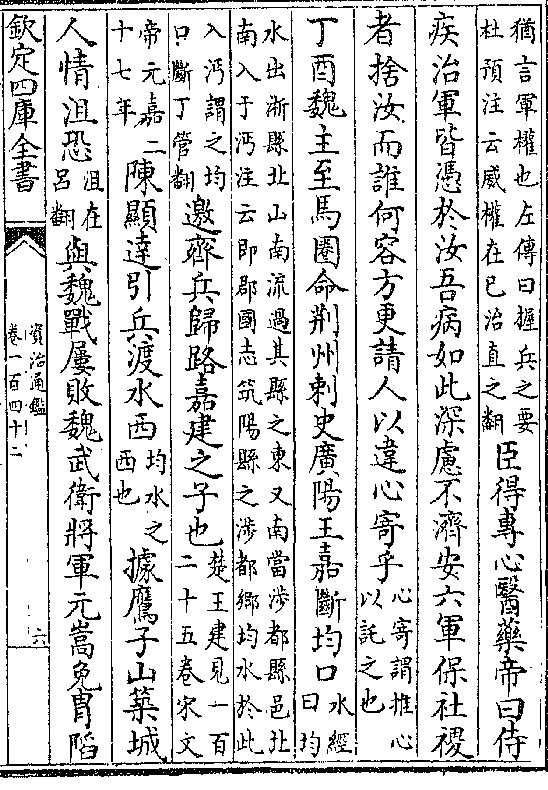 猶言軍權也左傳曰握兵之要
杜預注云威權在已治直之翻
臣得專心醫藥帝曰侍
疾治軍皆憑於汝吾病如此深慮不濟安六軍保社稷
者捨汝而誰何容方更請人以違心寄乎
心寄謂推心
以託之也
丁酉魏主至馬圈命荆州刺史廣陽王嘉斷均口
水經
曰均
水出淅縣北山南流過其縣之東又南當涉都縣邑北
南入于沔注云即郡國志筑陽縣之涉都鄉均水於此
入沔謂之均
口斷丁管翻
邀齊兵歸路嘉建之子也
楚王建見一百
二十五卷宋文
帝元嘉二
十七年
陳顯達引兵渡水西
均水之
西也
據鷹子山築城
人情沮恐
沮在
呂翻
與魏戰屢敗魏武衛將軍元嵩免胄陷
欽定四庫全書
資治通鑑
卷一百四十二
六